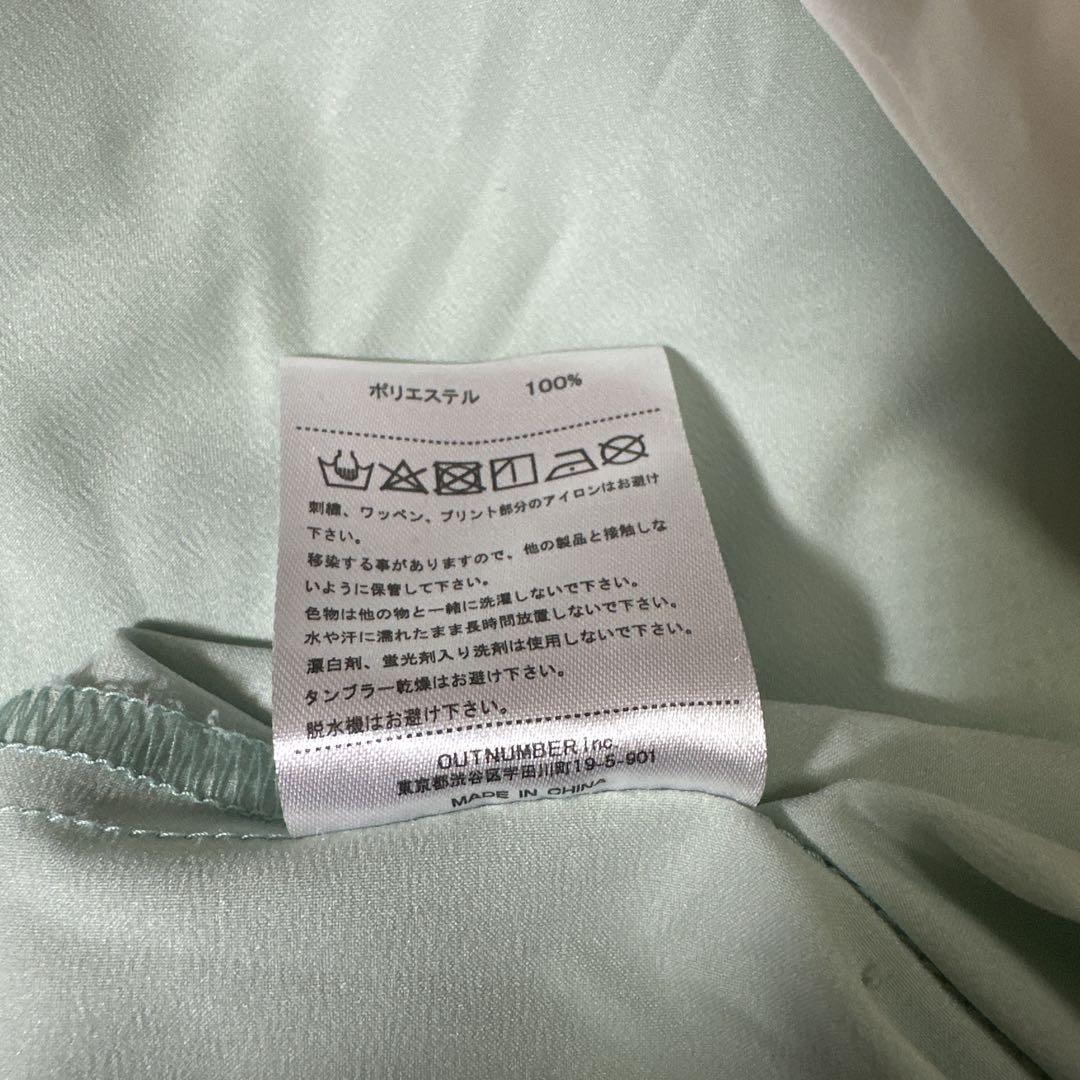 ポリエステル 100%
刺繍、ワッペン、プリント部分のアイロンはお避け
下さい。
移染する事がありますので、他の製品と接触しな
いように保管して下さい。
色物は他の物と一緒に洗濯しないで下さい。
水や汗に濡れたまま長時間放置しないで下さい。
漂白剤、蛍光剤入り洗剤は使用しないで下さい。
タンブラー乾燥はお避け下さい。
脱水機はお避け下さい。
OUTNUMBER inc.
東京都渋谷区宇田川町19-5-901
MADE IN CHINA